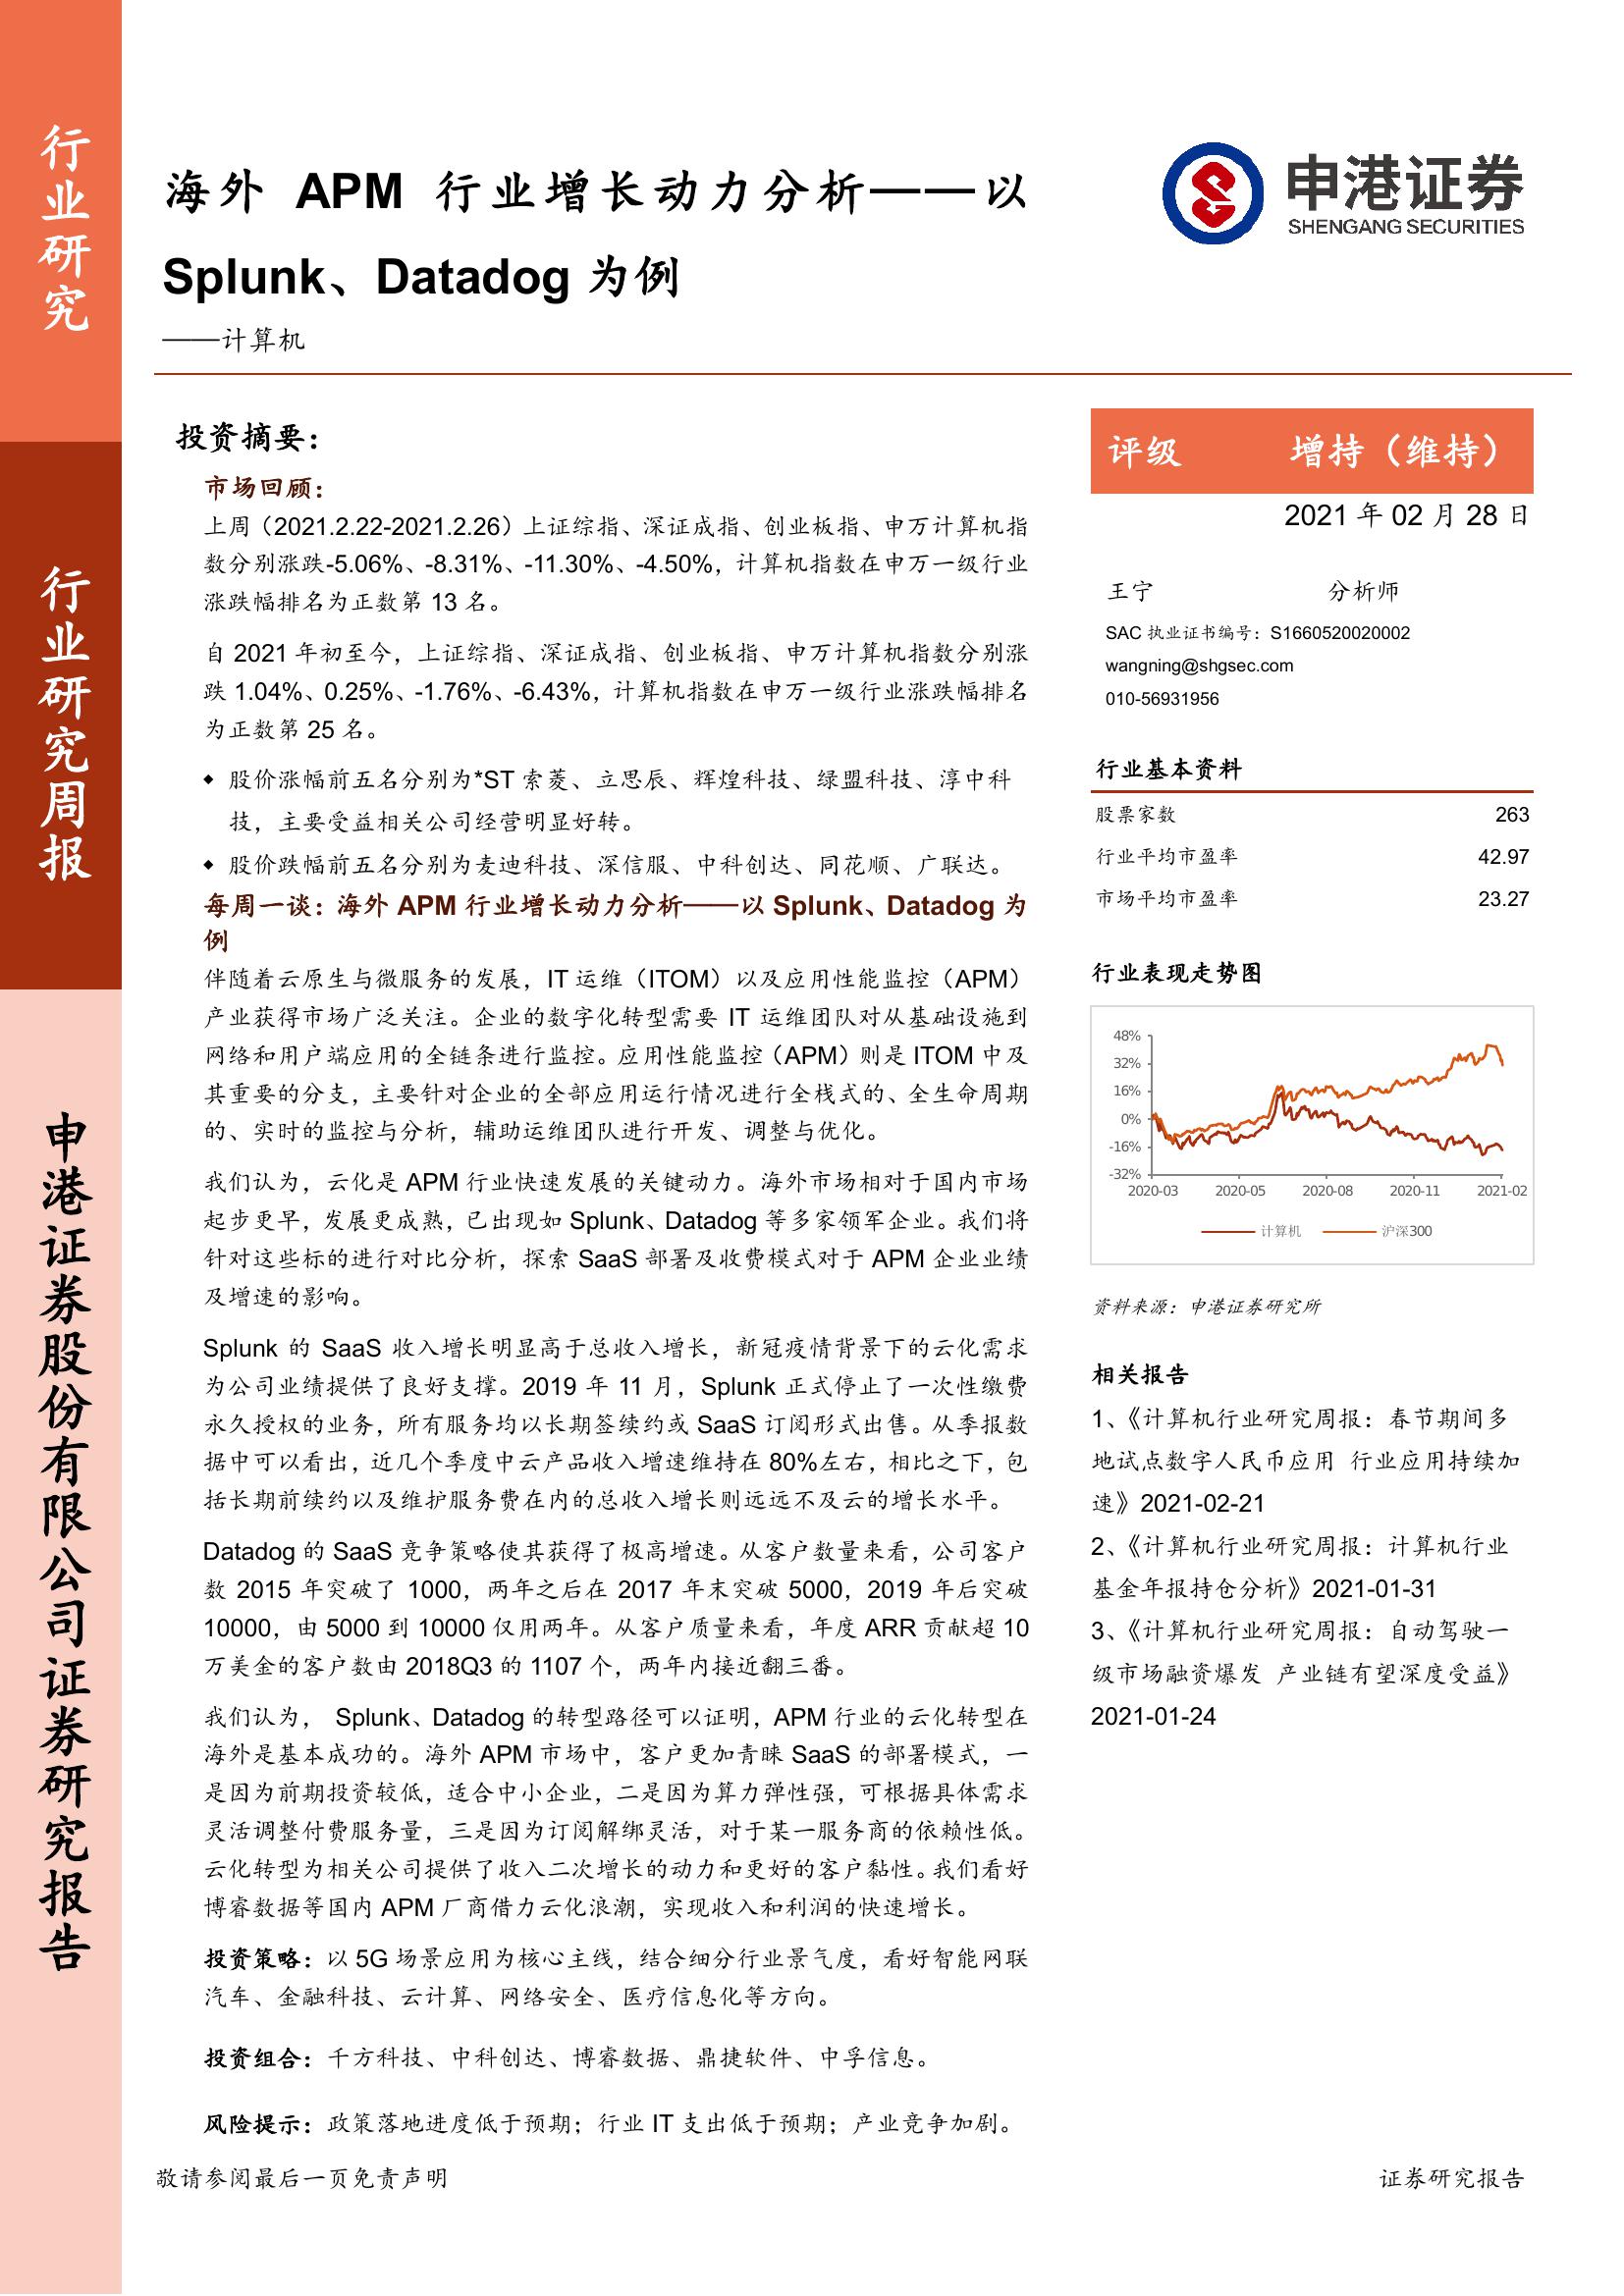 行业研究
行业研究周报
申港证券股份有限公司证券研究报告
海外 APM 行业增长动力分析——以
Splunk、Datadog 为例
——计算机
申港证券
SHENGANG SECURITIES
投资摘要：
市场回顾：
上周（2021.2.22-2021.2.26）上证综指、深证成指、创业板指、申万计算机指
数分别涨跌-5.06%、-8.31%、-11.30%、-4.50%，计算机指数在申万一级行业
涨跌幅排名为正数第 13 名。
自 2021 年初至今，上证综指、深证成指、创业板指、申万计算机指数分别涨
跌 1.04%、0.25%、-1.76%、-6.43%，计算机指数在申万一级行业涨跌幅排名
为正数第 25 名。
◆ 股价涨幅前五名分别为*ST 索菱、立思辰、辉煌科技、绿盟科技、淳中科
技，主要受益相关公司经营明显好转。
◆ 股价跌幅前五名分别为麦迪科技、深信服、中科创达、同花顺、广联达。
每周一谈：海外 APM 行业增长动力分析——以 Splunk、Datadog 为
例
伴随着云原生与微服务的发展，IT 运维（ITOM）以及应用性能监控（APM）
产业获得市场广泛关注。企业的数字化转型需要 IT 运维团队对从基础设施到
网络和用户端应用的全链条进行监控。应用性能监控（APM）则是 ITOM 中及
其重要的分支，主要针对企业的全部应用运行情况进行全栈式的、全生命周期
的、实时的监控与分析，辅助运维团队进行开发、调整与优化。
我们认为，云化是 APM 行业快速发展的关键动力。海外市场相对于国内市场
起步更早，发展更成熟，已出现如 Splunk、Datadog 等多家领军企业。我们将
针对这些标的进行对比分析，探索 SaaS 部署及收费模式对于 APM 企业业绩
及增速的影响。
Splunk 的 SaaS 收入增长明显高于总收入增长，新冠疫情背景下的云化需求
为公司业绩提供了良好支撑。2019 年 11 月，Splunk 正式停止了一次性缴费
永久授权的业务，所有服务均以长期签续约或 SaaS 订阅形式出售。从季报数
据中可以看出，近几个季度中云产品收入增速维持在 80%左右，相比之下，包
括长期前续约以及维护服务费在内的总收入增长则远远不及云的增长水平。
Datadog 的 SaaS 竞争策略使其获得了极高增速。从客户数量来看，公司客户
数 2015 年突破了 1000，两年之后在 2017 年末突破 5000，2019 年后突破
10000，由 5000 到 10000 仅用两年。从客户质量来看，年度 ARR 贡献超 10
万美金的客户数由 2018Q3 的 1107 个，两年内接近翻三番。
我们认为， Splunk、Datadog 的转型路径可以证明，APM 行业的云化转型在
海外是基本成功的。海外 APM 市场中，客户更加青睐 SaaS 的部署模式，一
是因为前期投资较低，适合中小企业，二是因为算力弹性强，可根据具体需求
灵活调整付费服务量，三是因为订阅解绑灵活，对于某一服务商的依赖性低。
云化转型为相关公司提供了收入二次增长的动力和更好的客户黏性。我们看好
博睿数据等国内 APM 厂商借力云化浪潮，实现收入和利润的快速增长。
投资策略：以 5G 场景应用为核心主线，结合细分行业景气度，看好智能网联
汽车、金融科技、云计算、网络安全、医疗信息化等方向。
投资组合：千方科技、中科创达、博睿数据、鼎捷软件、中孚信息。
风险提示：政策落地进度低于预期；行业 IT 支出低于预期；产业竞争加剧。
评级 增持（维持）
2021 年 02 月 28 日
王宁 分析师
SAC 执业证书编号：S1660520020002
wangning@shgsec.com
010-56931956
行业基本资料
股票家数 263
行业平均市盈率 42.97
市场平均市盈率 23.27
行业表现走势图
48%
32%
16%
0%
-16%
-32%
2020-03 2020-05 2020-08 2020-11 2021-02
计算机 沪深300
资料来源：申港证券研究所
相关报告
1、《计算机行业研究周报：春节期间多
地试点数字人民币应用 行业应用持续加
速》2021-02-21
2、《计算机行业研究周报：计算机行业
基金年报持仓分析》2021-01-31
3、《计算机行业研究周报：自动驾驶一
级市场融资爆发 产业链有望深度受益》
2021-01-24
敬请参阅最后一页免责声明 证券研究报告